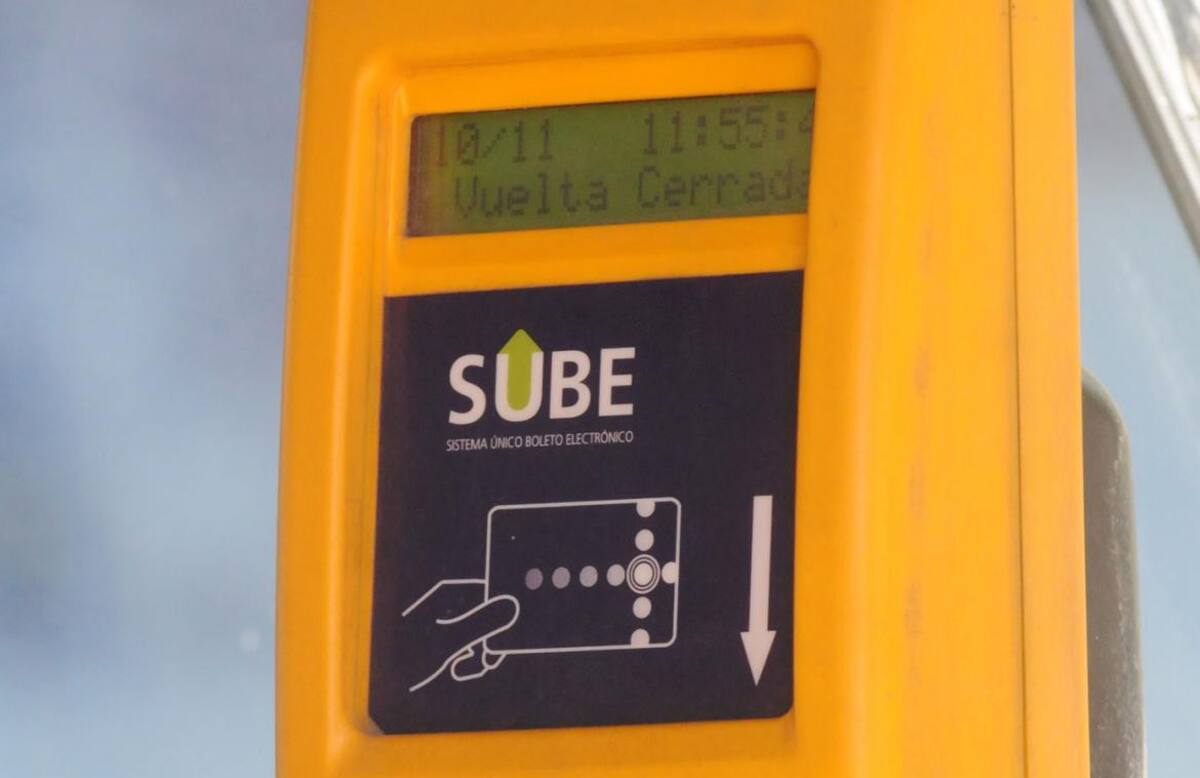 10/11 11:55:4
Vuelta Cerrada
SUBE
SISTEMA ÚNICO BOLETO ELECTRÓNICO